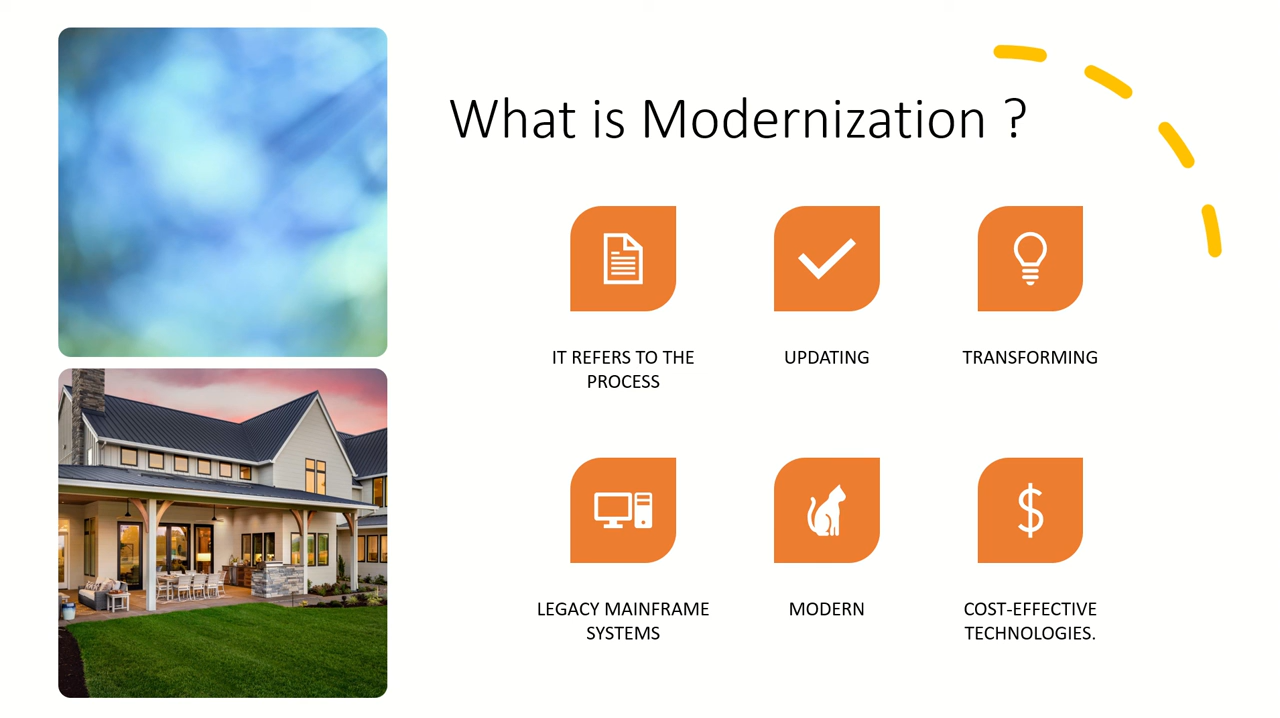 What is Modernization ?
IT REFERS TO THE
PROCESS
UPDATING
TRANSFORMING
LEGACY MAINFRAME
SYSTEMS
MODERN
COST-EFFECTIVE
TECHNOLOGIES.